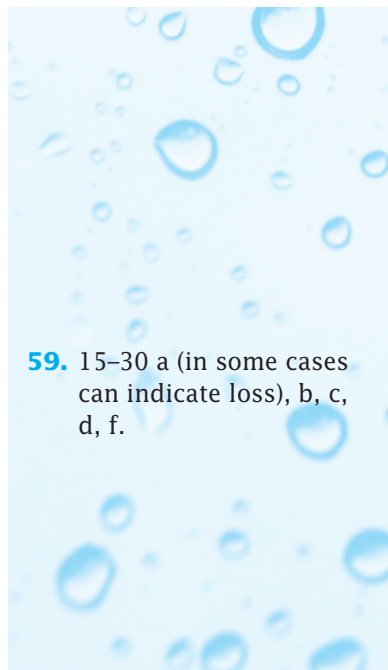 59. 15–30 a (in some cases
can indicate loss), b, c,
d, f.